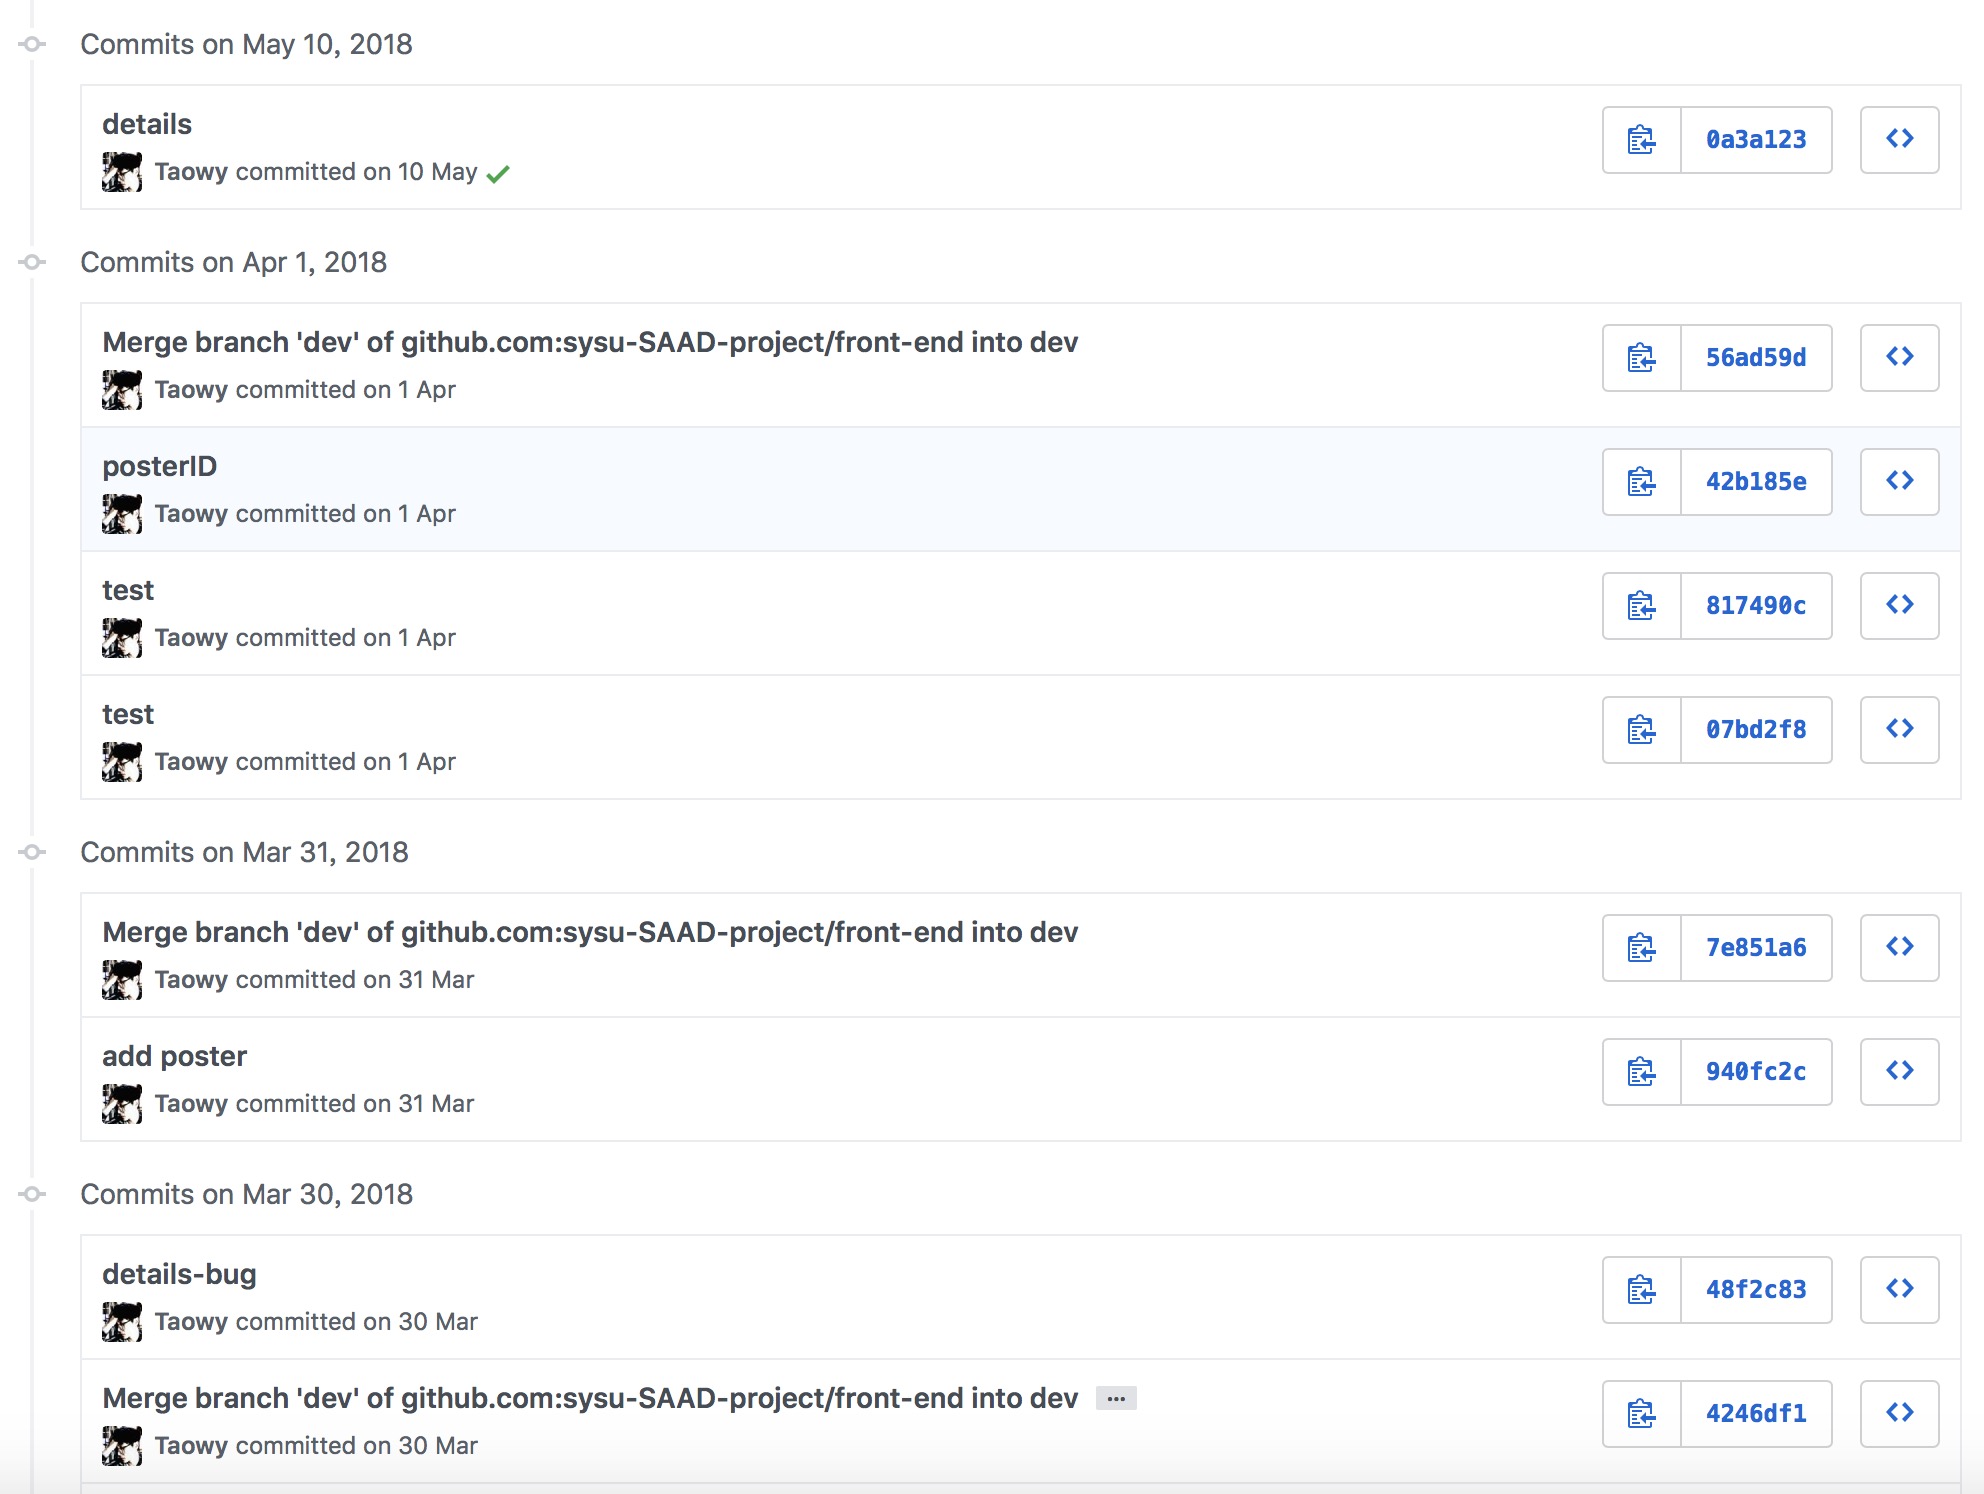 Commits on May 10, 2018
details
Taowy committed on 10 May
0a3a123
Commits on Apr 1, 2018
Merge branch 'dev' of github.com:sysu-SAAD-project/front-end into dev
Taowy committed on 1 Apr
56ad59d
posterID
Taowy committed on 1 Apr
42b185e
test
Taowy committed on 1 Apr
817490c
test
Taowy committed on 1 Apr
07bd2f8
Commits on Mar 31, 2018
Merge branch 'dev' of github.com:sysu-SAAD-project/front-end into dev
Taowy committed on 31 Mar
7e851a6
add poster
Taowy committed on 31 Mar
940fc2c
Commits on Mar 30, 2018
details-bug
Taowy committed on 30 Mar
48f2c83
Merge branch 'dev' of github.com:sysu-SAAD-project/front-end into dev ...
Taowy committed on 30 Mar
4246df1